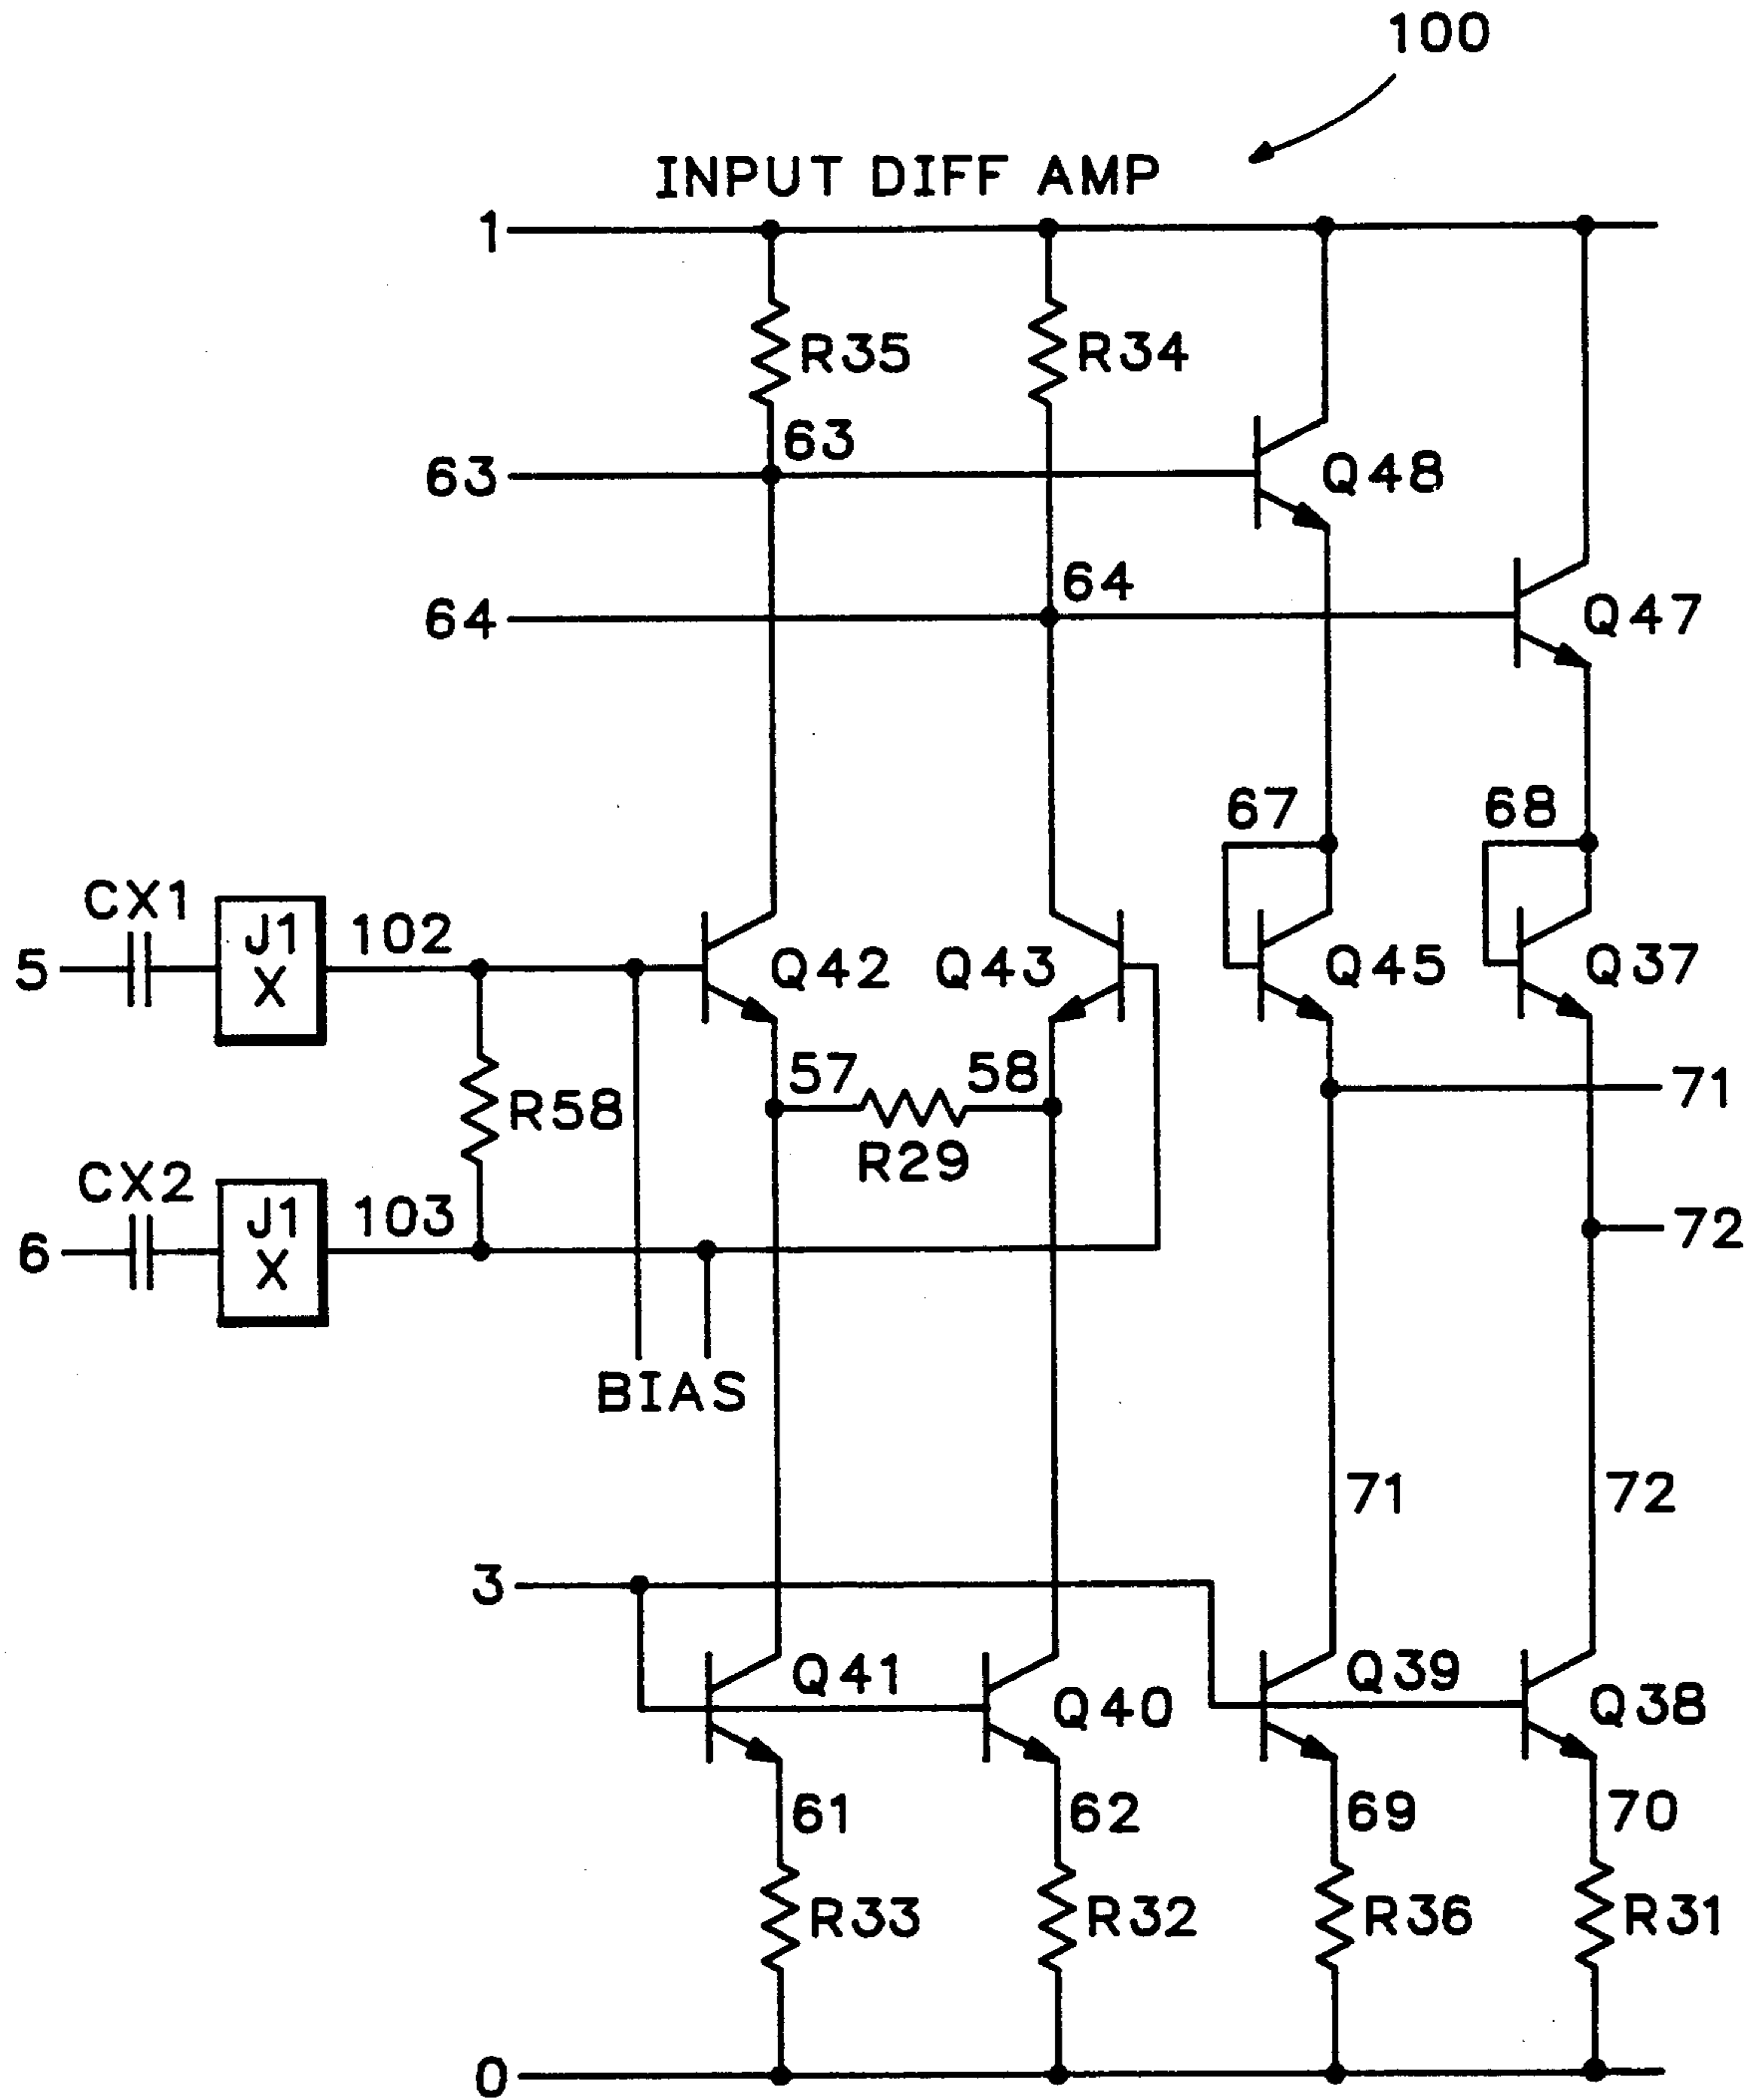 100
INPUT DIFF AMP
1
R35
R34
63
63
Q48
64
64
Q47
67
68
CX1
J1
X
102
5
Q42
Q43
Q45
Q37
57
58
71
R58
R29
CX2
J1
X
103
72
6
BIAS
71
72
3
Q41
Q40
Q39
Q38
61
62
69
70
R33
R32
R36
R31
0